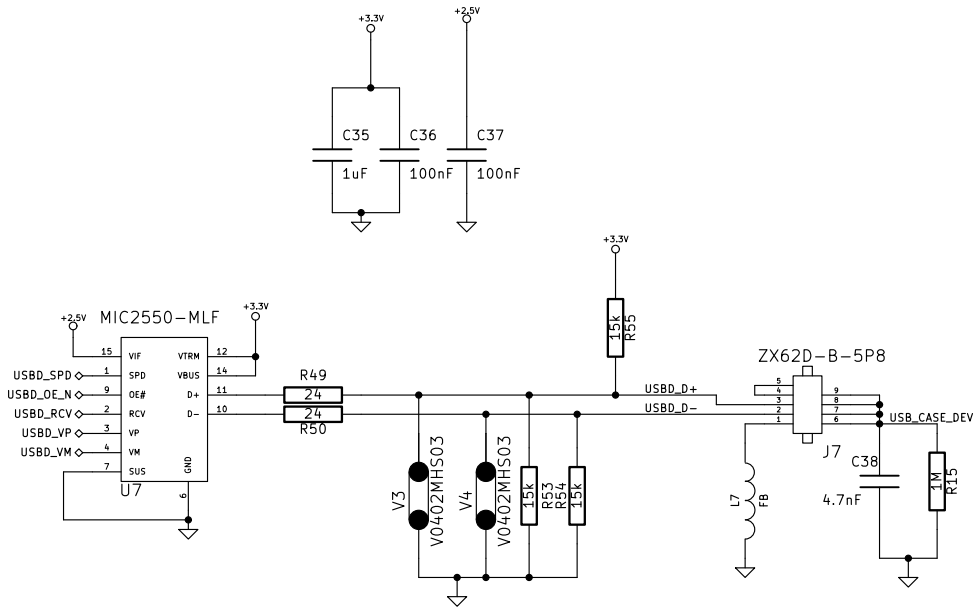 +3.3V
+2.5V
C35
C36
C37
1uF
100nF
100nF
+3.3V
+2.5V
MIC2550-MLF
+3.3V
15k
R55
ZX62D-B-5P8
15 VIF
VTRM 12
USBD_SPD 1 SPD
VBUS 14
USBD_OE_N 9 OE#
D+ 11
USBD_RCV 2 RCV
D- 10
USBD_VP 3 VP
USBD_VM 4 VM
7 SUS
GND
6
U7
R49
24
24
R50
USBD_D+
USBD_D-
5
4
3
2
1
9
8
7
6
USB_CASE_DEV
J7
V3
V0402MHS03
V4
V0402MHS03
15k
R53
R54
15k
L7
FB
C38
4.7nF
1M
R15